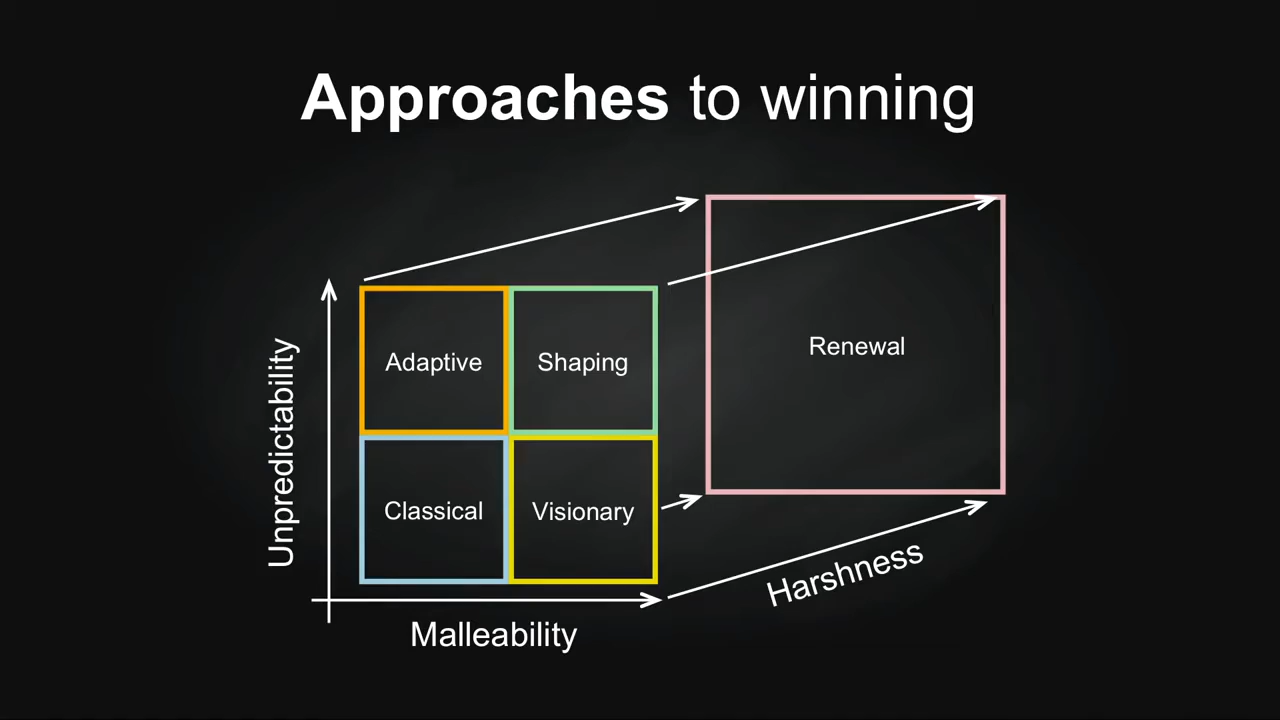 Approaches to winning
Unpredictability
Adaptive
Shaping
Renewal
Classical
Visionary
Harshness
Malleability